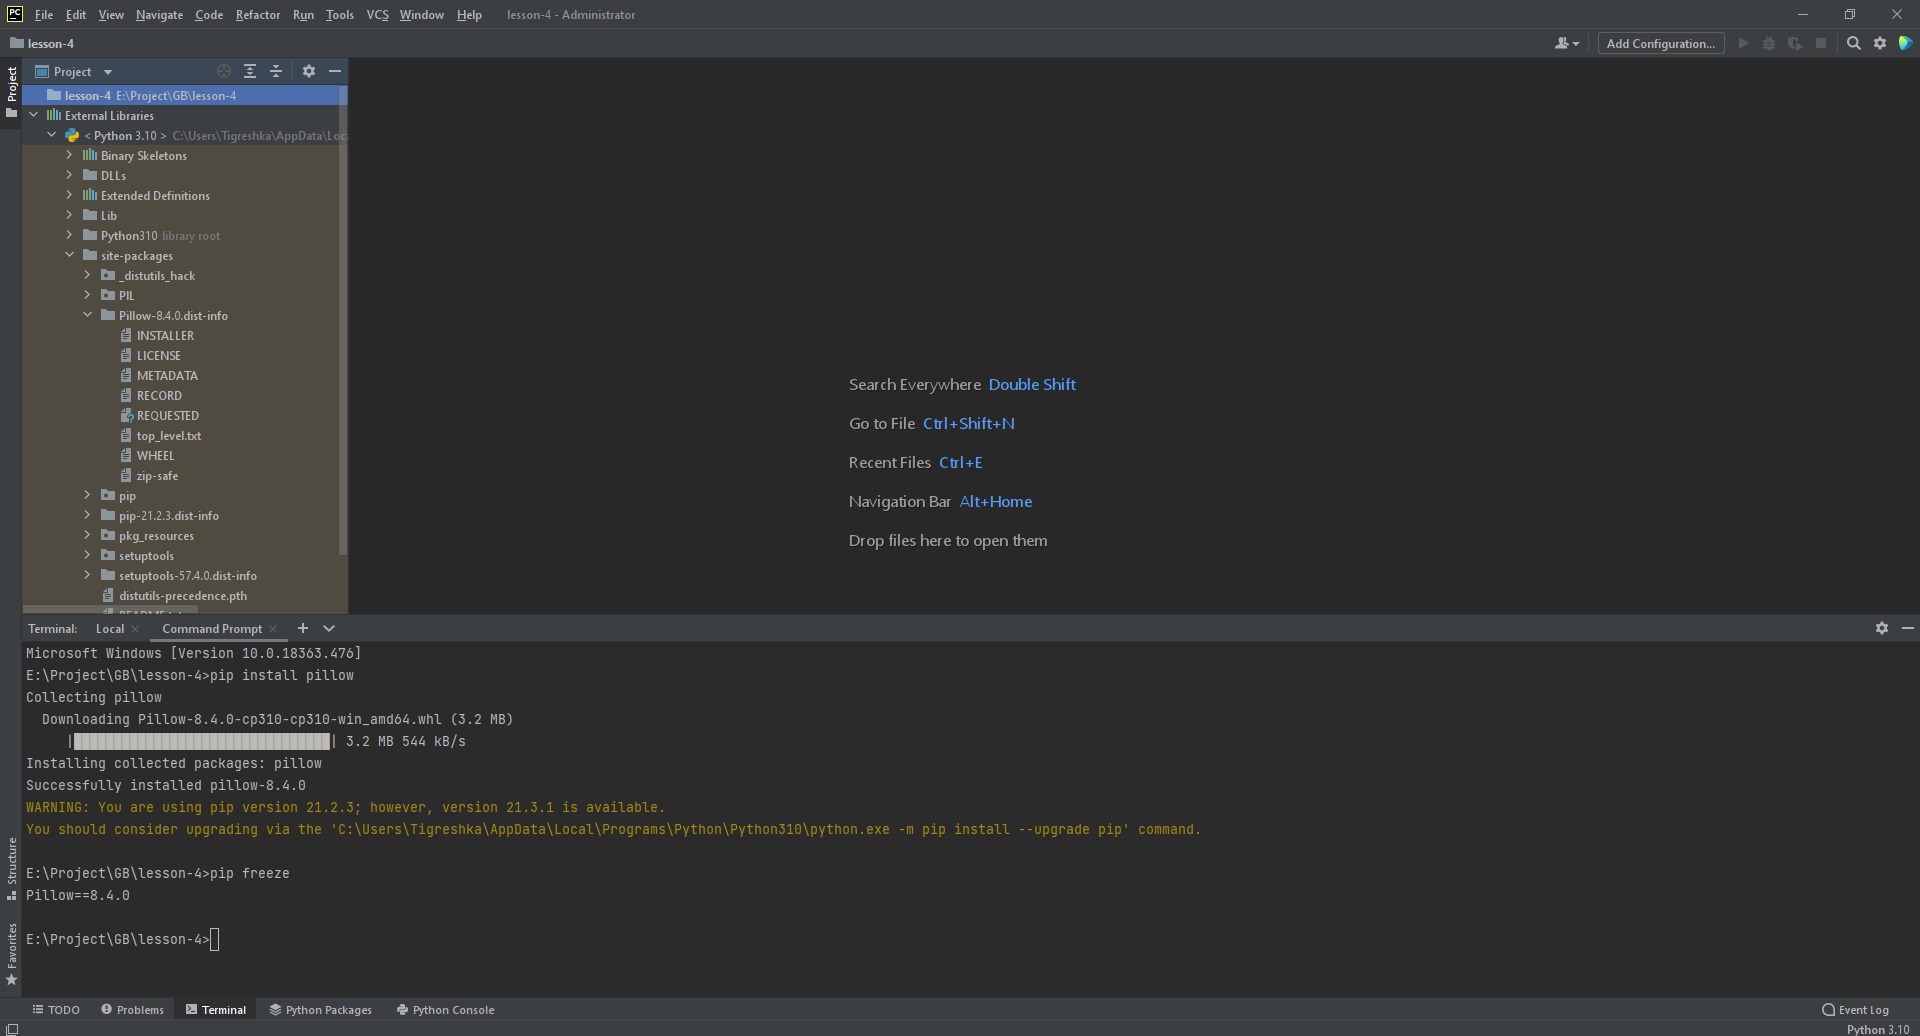 PC File Edit View Navigate Code Refactor Run Tools VCS Window Help lesson-4 - Administrator
lesson-4 Add Configuration...
Project
Project
lesson-4 E:\Project\GB\lesson-4
External Libraries
< Python 3.10 > C:\Users\Tigreshka\AppData\Loc
Binary Skeletons
DLLs
Extended Definitions
Lib
Python310 library root
site-packages
_distutils_hack
PIL
Pillow-8.4.0.dist-info
INSTALLER
LICENSE
METADATA
RECORD
REQUESTED
top_level.txt
WHEEL
zip-safe
pip
pip-21.2.3.dist-info
pkg_resources
setuptools
setuptools-57.4.0.dist-info
distutils-precedence.pth
Search Everywhere Double Shift
Go to File Ctrl+Shift+N
Recent Files Ctrl+E
Navigation Bar Alt+Home
Drop files here to open them
Terminal: Local Command Prompt
Microsoft Windows [Version 10.0.18363.476]
E:\Project\GB\lesson-4>pip install pillow
Collecting pillow
Downloading Pillow-8.4.0-cp310-cp310-win_amd64.whl (3.2 MB)
| | 3.2 MB 544 kB/s
Installing collected packages: pillow
Successfully installed pillow-8.4.0
WARNING: You are using pip version 21.2.3; however, version 21.3.1 is available.
You should consider upgrading via the 'C:\Users\Tigreshka\AppData\Local\Programs\Python\Python310\python.exe -m pip install --upgrade pip' command.
E:\Project\GB\lesson-4>pip freeze
Pillow==8.4.0
E:\Project\GB\lesson-4>
Structure
Favorites
TODO Problems Terminal Python Packages Python Console Event Log
Python 3.10